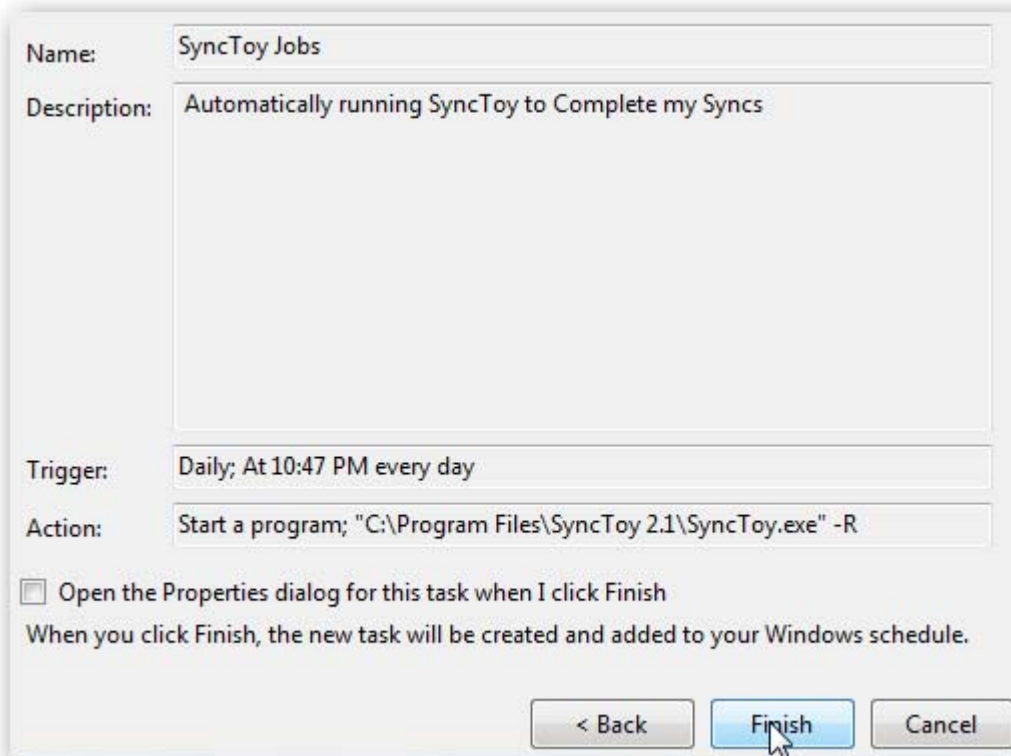 Name: SyncToy Jobs
Description: Automatically running SyncToy to Complete my Syncs
Trigger: Daily; At 10:47 PM every day
Action: Start a program; "C:\Program Files\SyncToy 2.1\SyncToy.exe" -R
Open the Properties dialog for this task when I click Finish
When you click Finish, the new task will be created and added to your Windows schedule.
< Back Finish Cancel